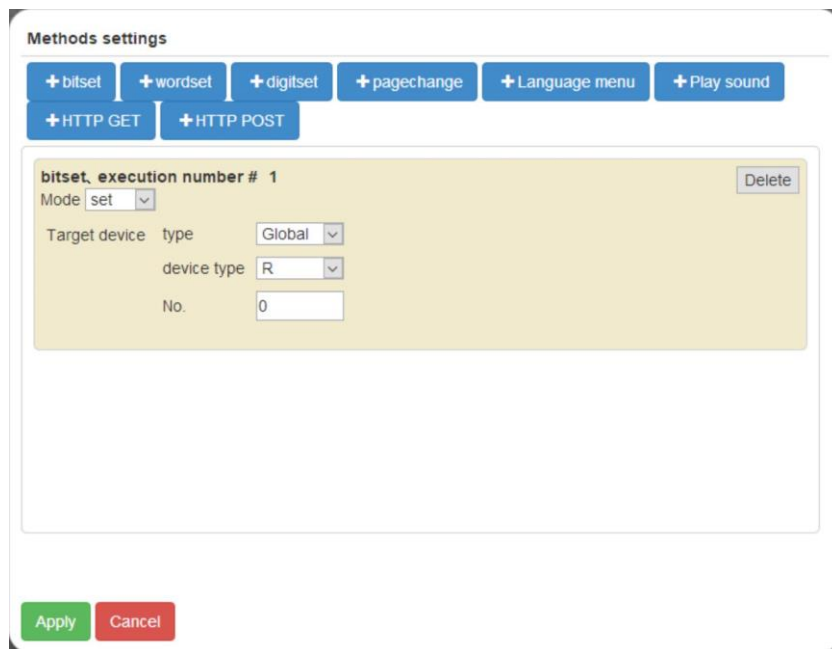 Methods settings
+ bitset + wordset + digitset + pagechange + Language menu + Play sound
+ HTTP GET + HTTP POST
bitset、execution number # 1 Delete
Mode set
Target device type Global
device type R
No. 0
Apply Cancel